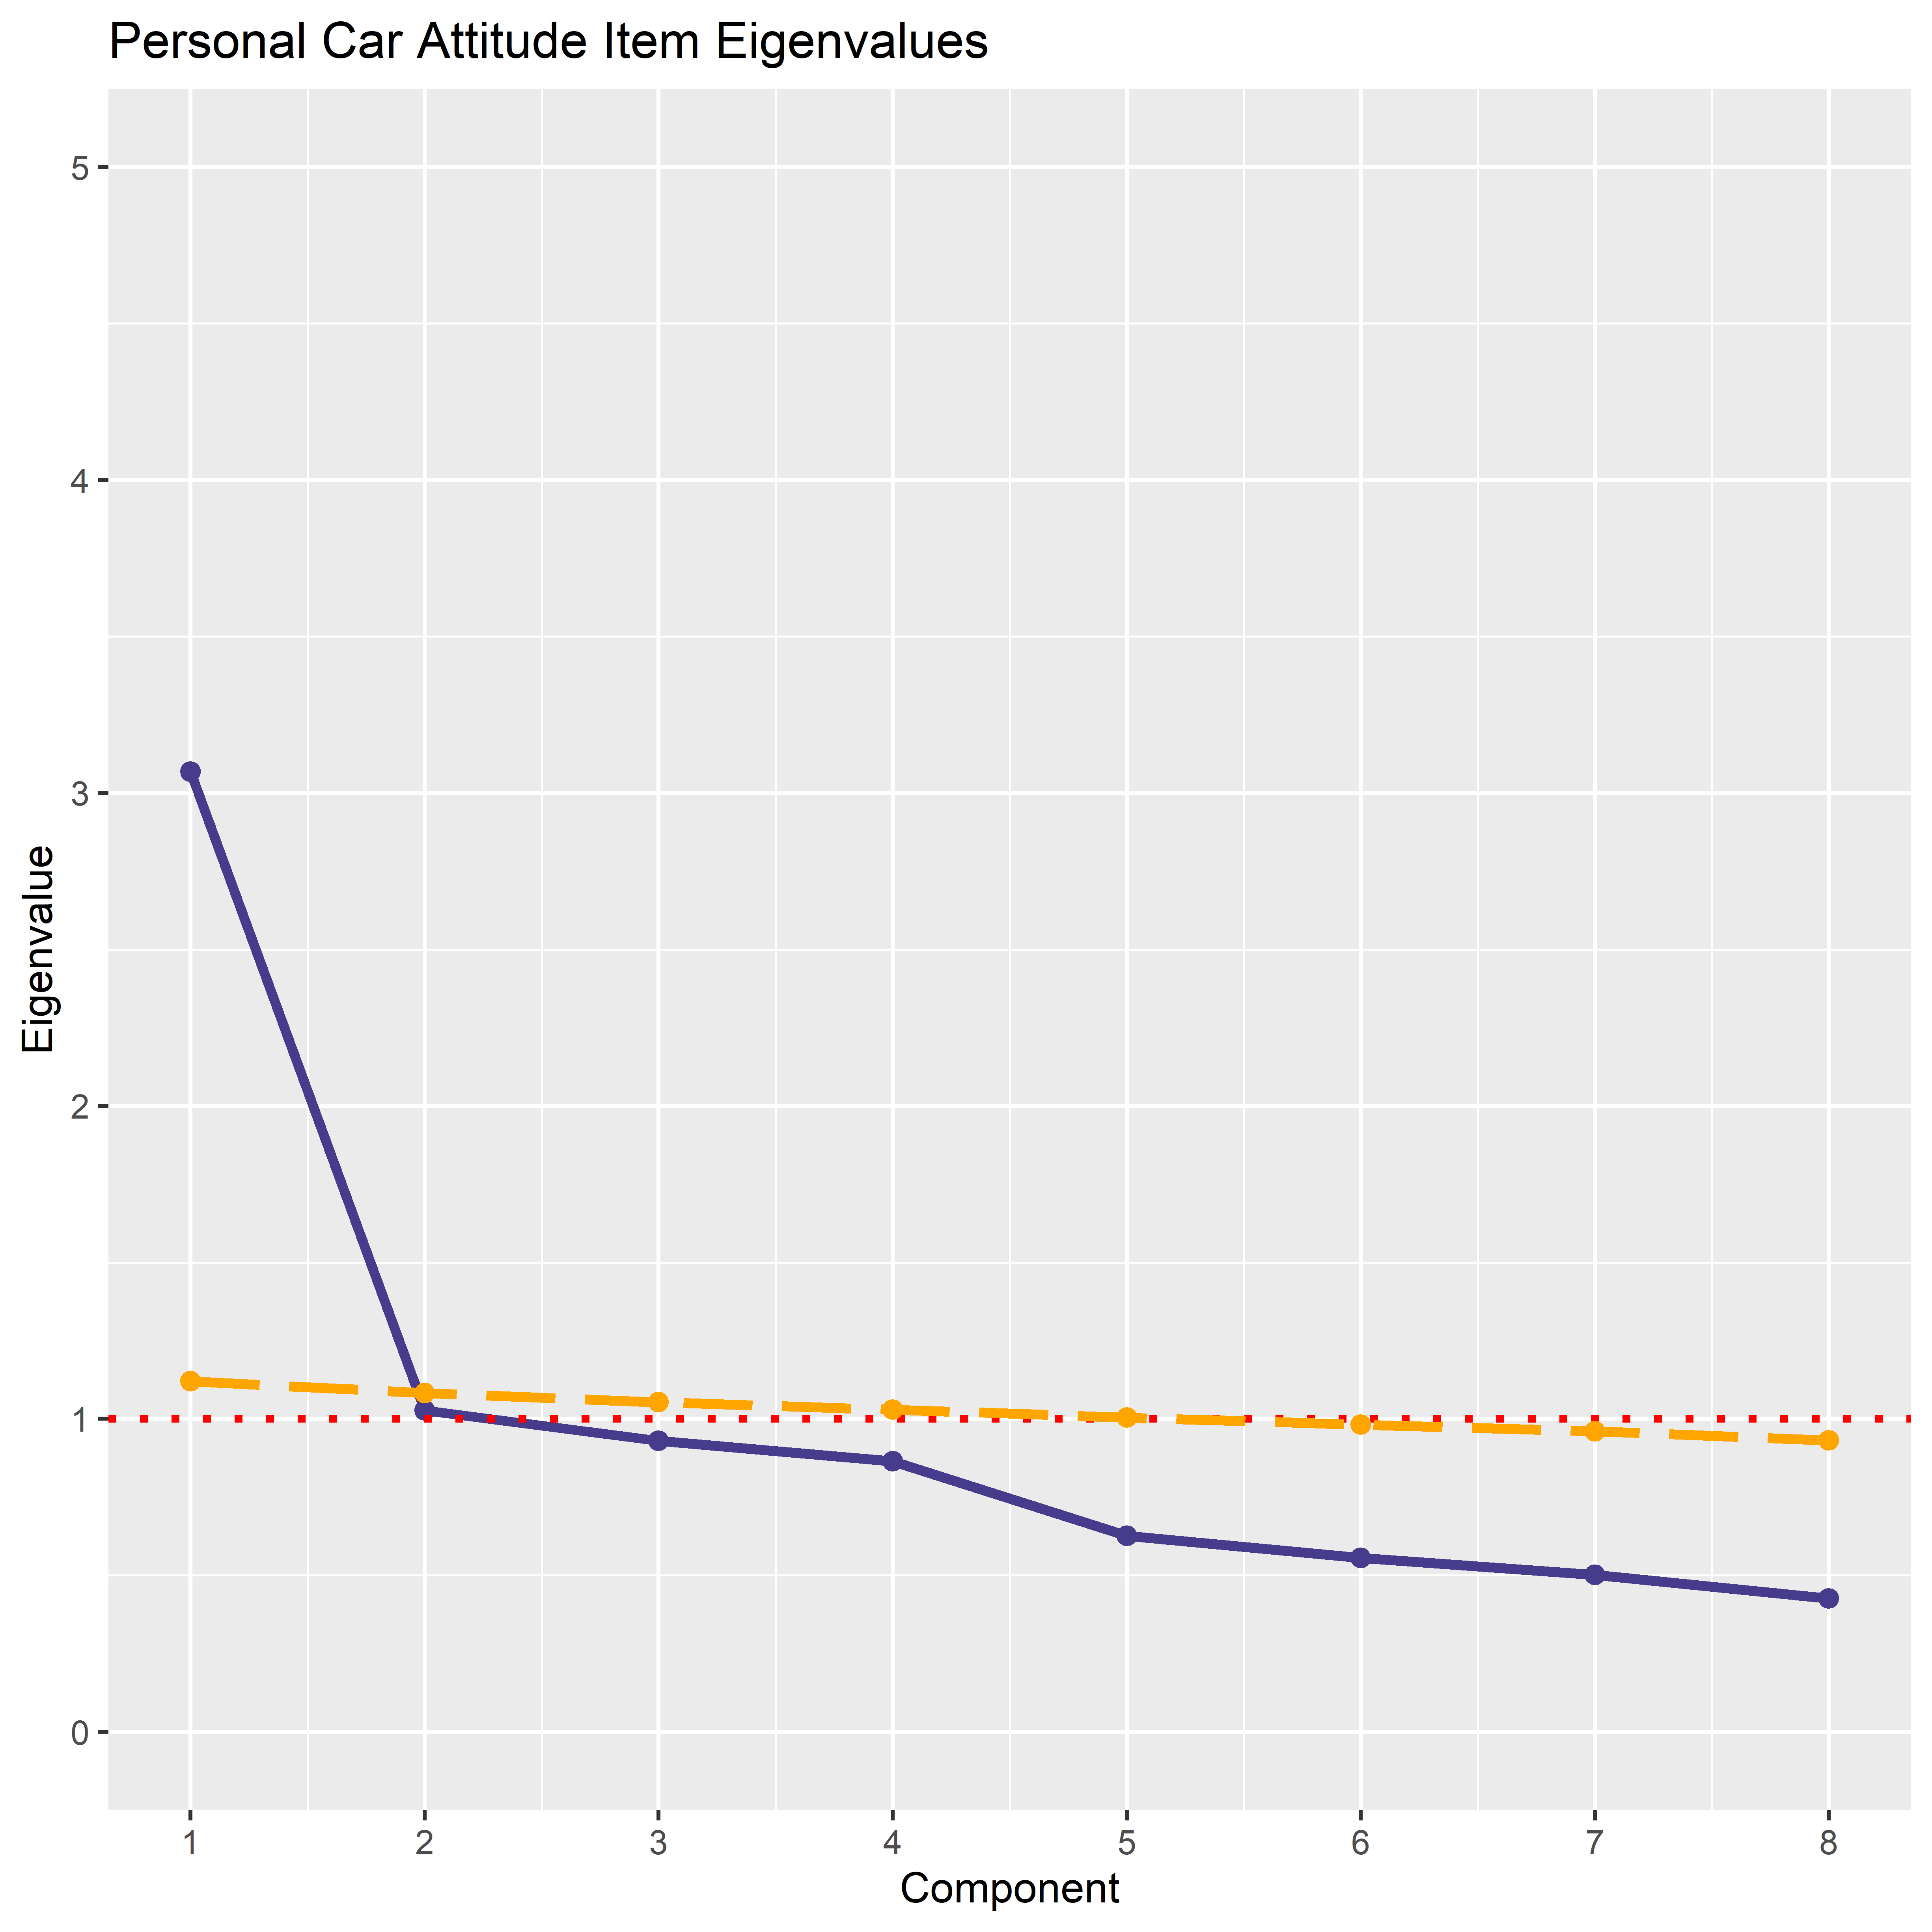 Personal Car Attitude Item Eigenvalues
5
4
3
2
1
0
Eigenvalue
1 2 3 4 5 6 7 8
Component